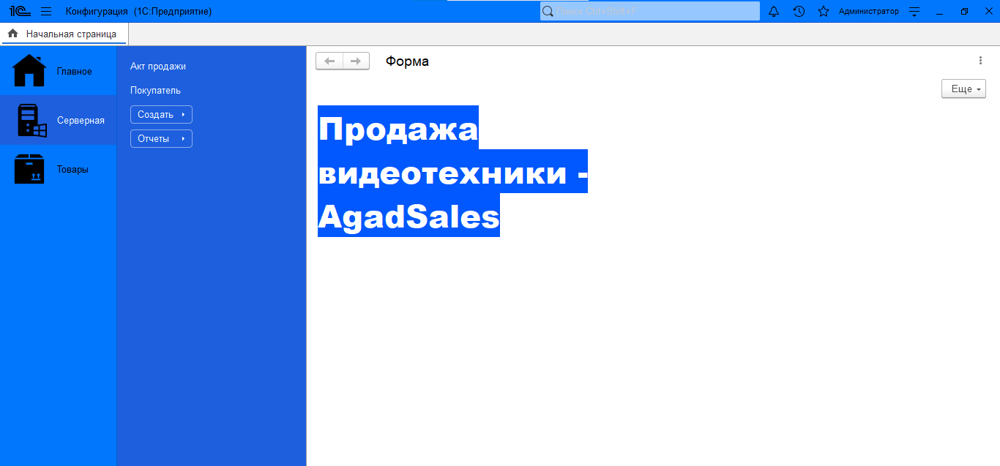 1С Конфигурация (1С:Предприятие)
Поиск Ctrl+Shift+F
Администратор
Начальная страница
Главное
Серверная
Товары
Акт продажи
Покупатель
Создать
Отчеты
Форма
Еще
Продажа
видеотехники -
AgadSales